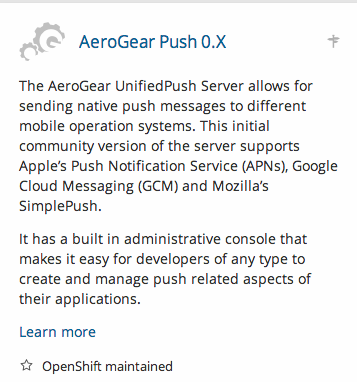 AeroGear Push 0.X
The AeroGear UnifiedPush Server allows for
sending native push messages to different
mobile operating systems. This initial
community version of the server supports
Apple’s Push Notification Service (APNs), Google
Cloud Messaging (GCM) and Mozilla’s
SimplePush.
It has a built in administrative console that
makes it easy for developers of any type to
create and manage push related aspects of
their applications.
Learn more
OpenShift maintained